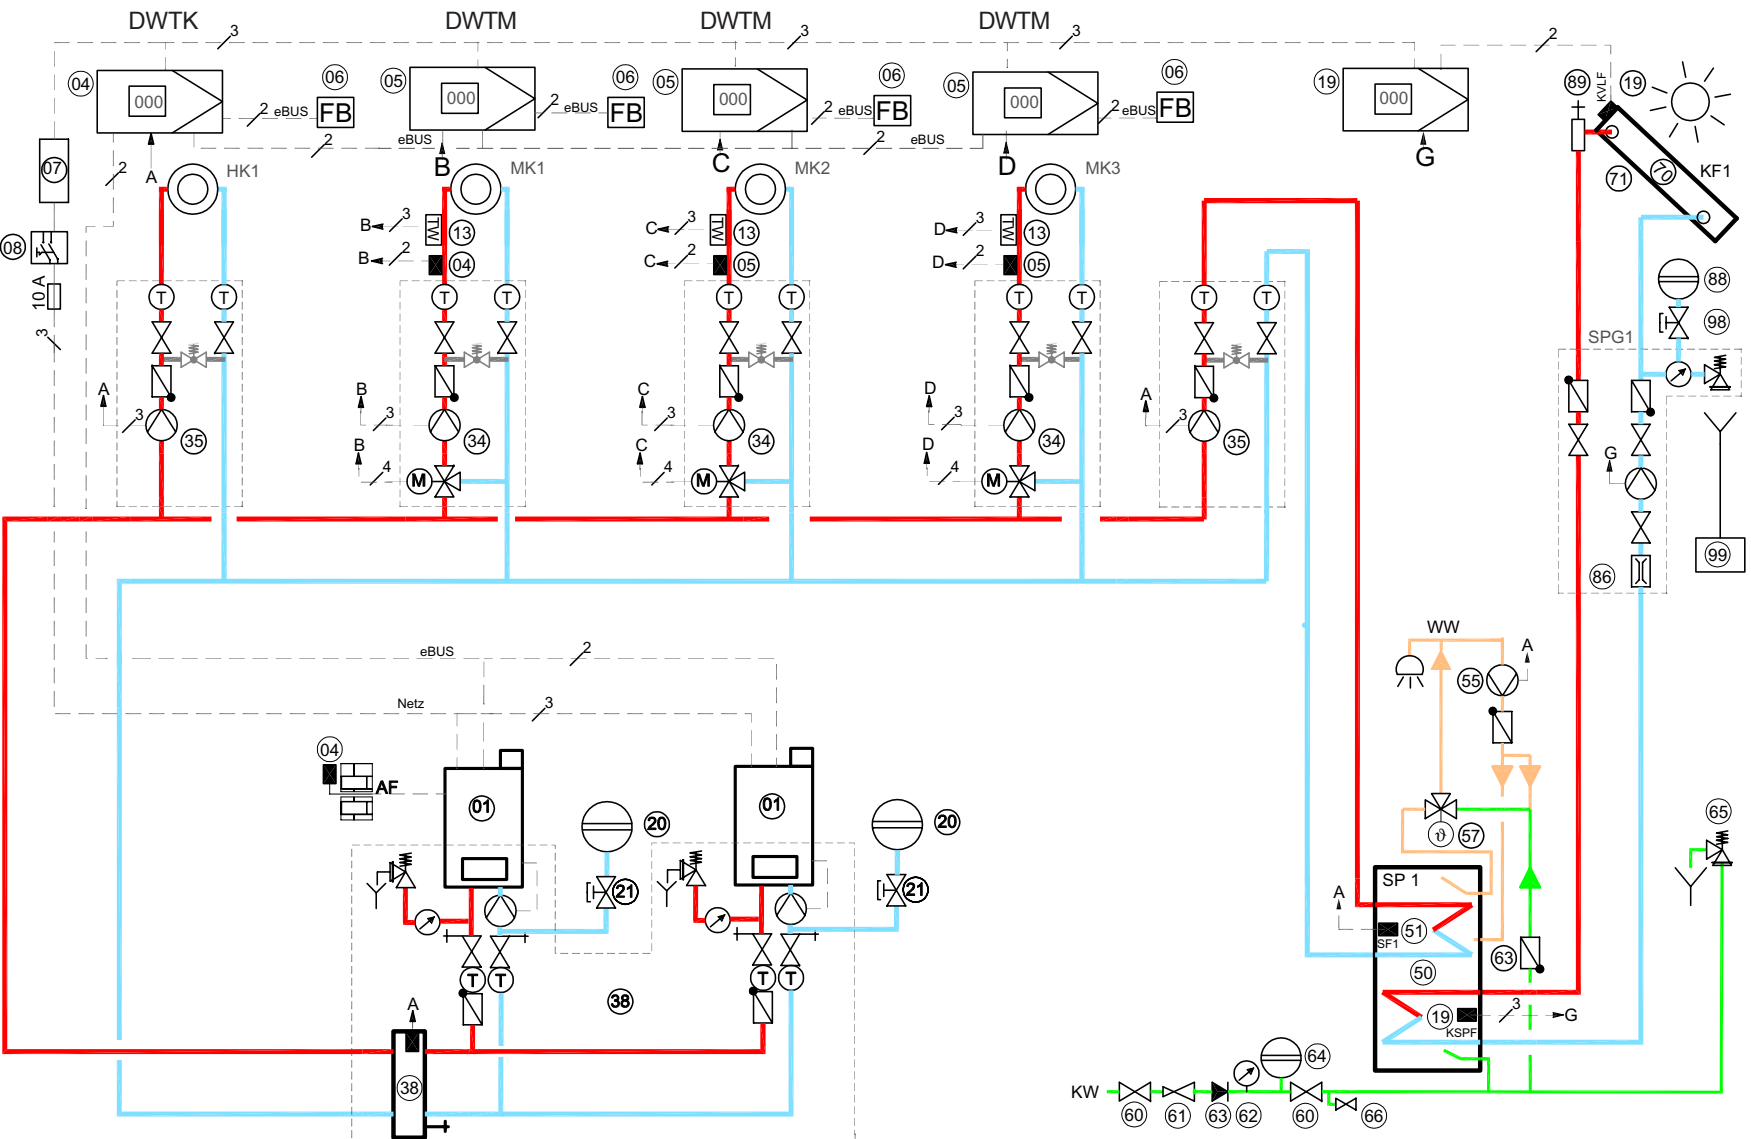 DWTK DWTM DWTM DWTM
3 3 3 3 2
04 000 06 FB 2 eBUS
05 000 06 FB 2 eBUS
05 000 06 FB 2 eBUS
05 000 06 FB 2 eBUS
19 000
89 KVLF 19
07 2 A 2 eBUS B C 2 eBUS D G
HK1 MK1 MK2 MK3
71 70 KF1
08
B 3 TW 13 C 3 TW 13 D 3 TW 13
B 2 04 C 2 05 D 2 05
10 A
3
T T T T T T T T T T
88
98
SPG1
A 3 35
B 3 34
C 3 34
D 3 34
A 3 35
B 4 M
C 4 M
D 4 M
G
99
86
eBUS 2
WW
A
55
Netz 3
04
AF
01 01
20 20
57 ϑ
65
21 21
SP 1
A
SF1 51
63
50
T T T T
38
A
19 3 G
KSPF
38
64
KW
60 61 63 62 60 66